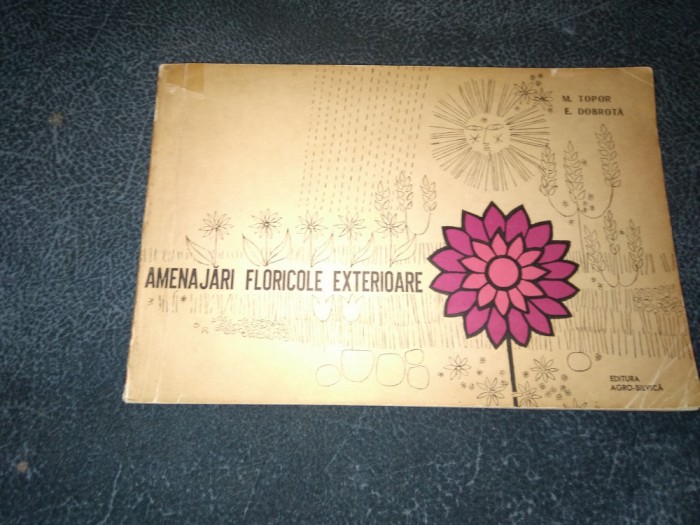 M. TOPOR
E. DOBROTĂ
AMENAJĂRI FLORICOLE EXTERIOARE
EDITURA
AGRO-SILVICĂ